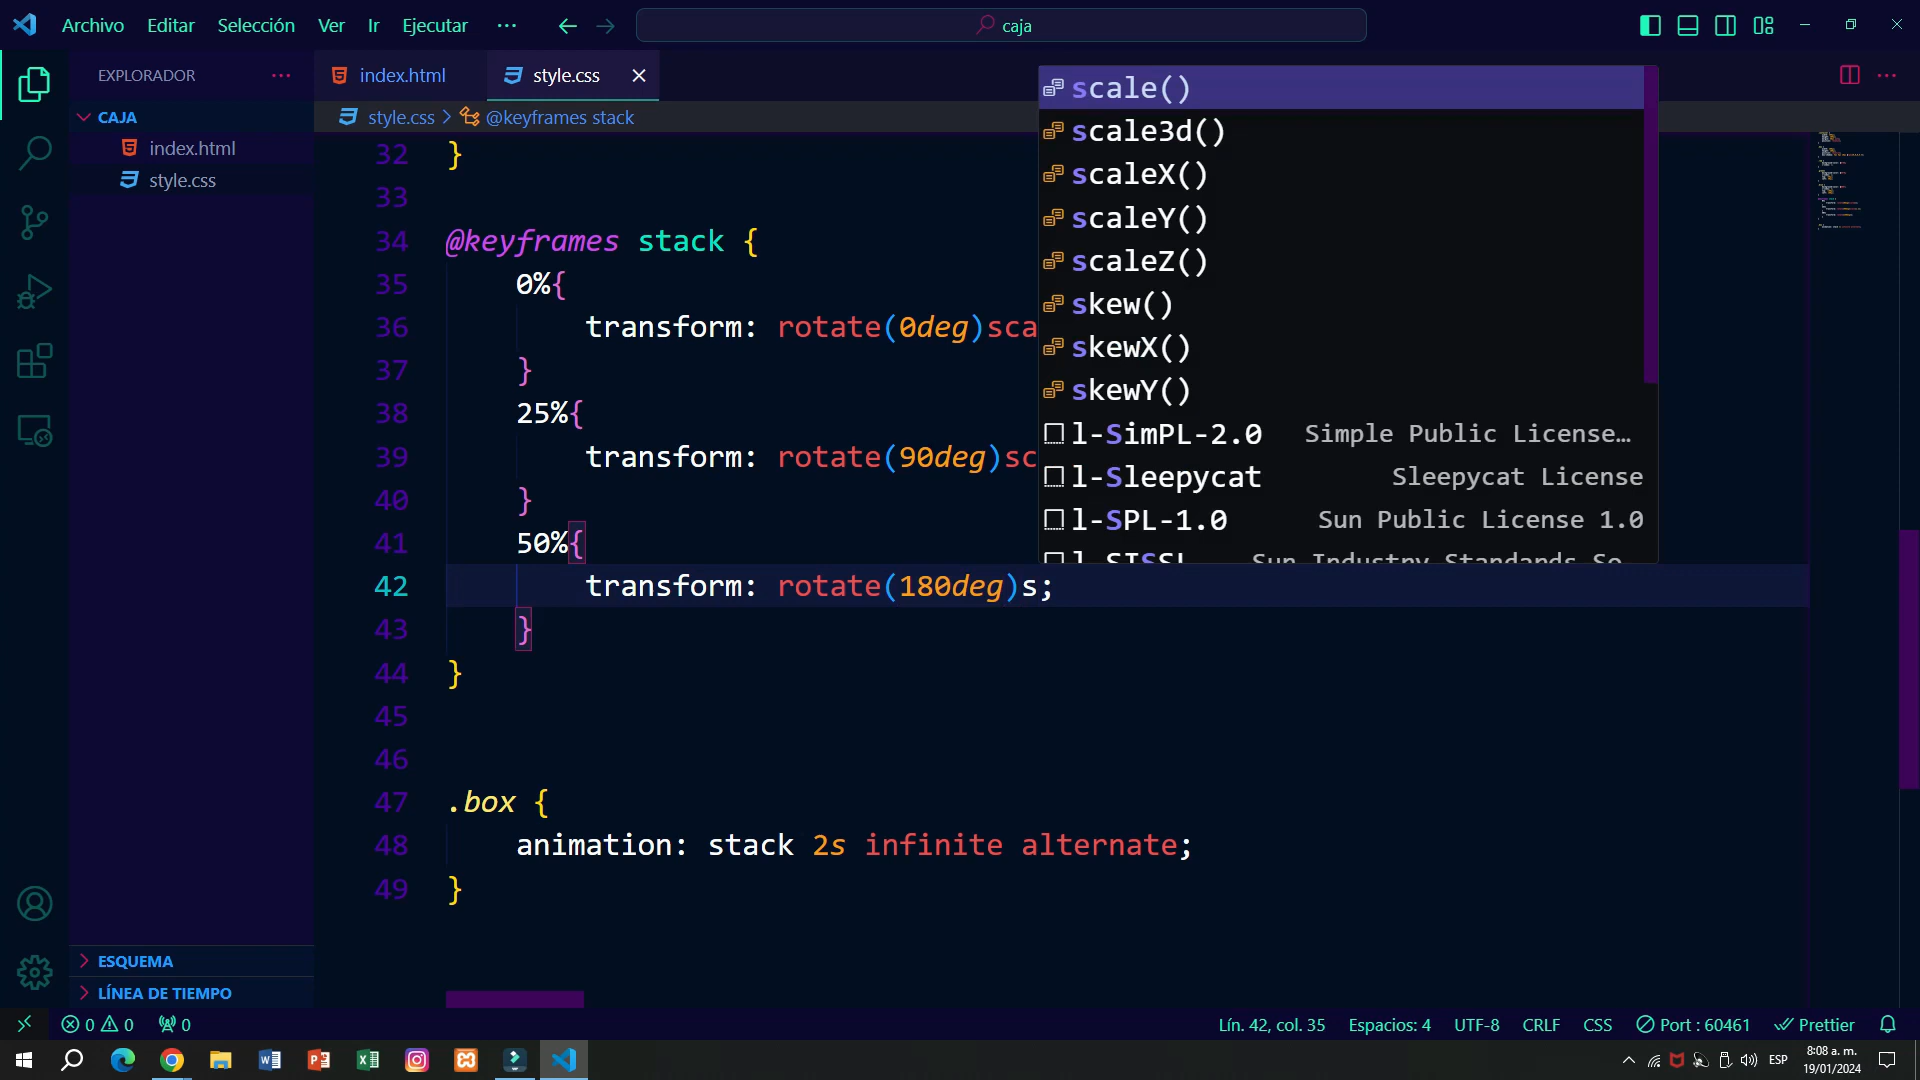 Archivo Editar Selección Ver Ir Ejecutar ··· caja
EXPLORADOR ···
index.html
style.css
style.css > @keyframes stack
CAJA
index.html
style.css
32 }
33
34 @keyframes stack {
35 0%{
36 transform: rotate(0deg)sca
37 }
38 25%{
39 transform: rotate(90deg)sc
40 }
41 50%{
42 transform: rotate(180deg)s;
43 }
44 }
45
46
47 .box {
48 animation: stack 2s infinite alternate;
49 }
scale()
scale3d()
scaleX()
scaleY()
scaleZ()
skew()
skewX()
skewY()
l-SimPL-2.0 Simple Public License…
l-Sleepycat Sleepycat License
l-SPL-1.0 Sun Public License 1.0
l-SISSL Sun Industry Standards So
ESQUEMA
LÍNEA DE TIEMPO
0 0 0 Lín. 42, col. 35 Espacios: 4 UTF-8 CRLF CSS Port : 60461 Prettier
ESP 8:08 a. m.
19/01/2024